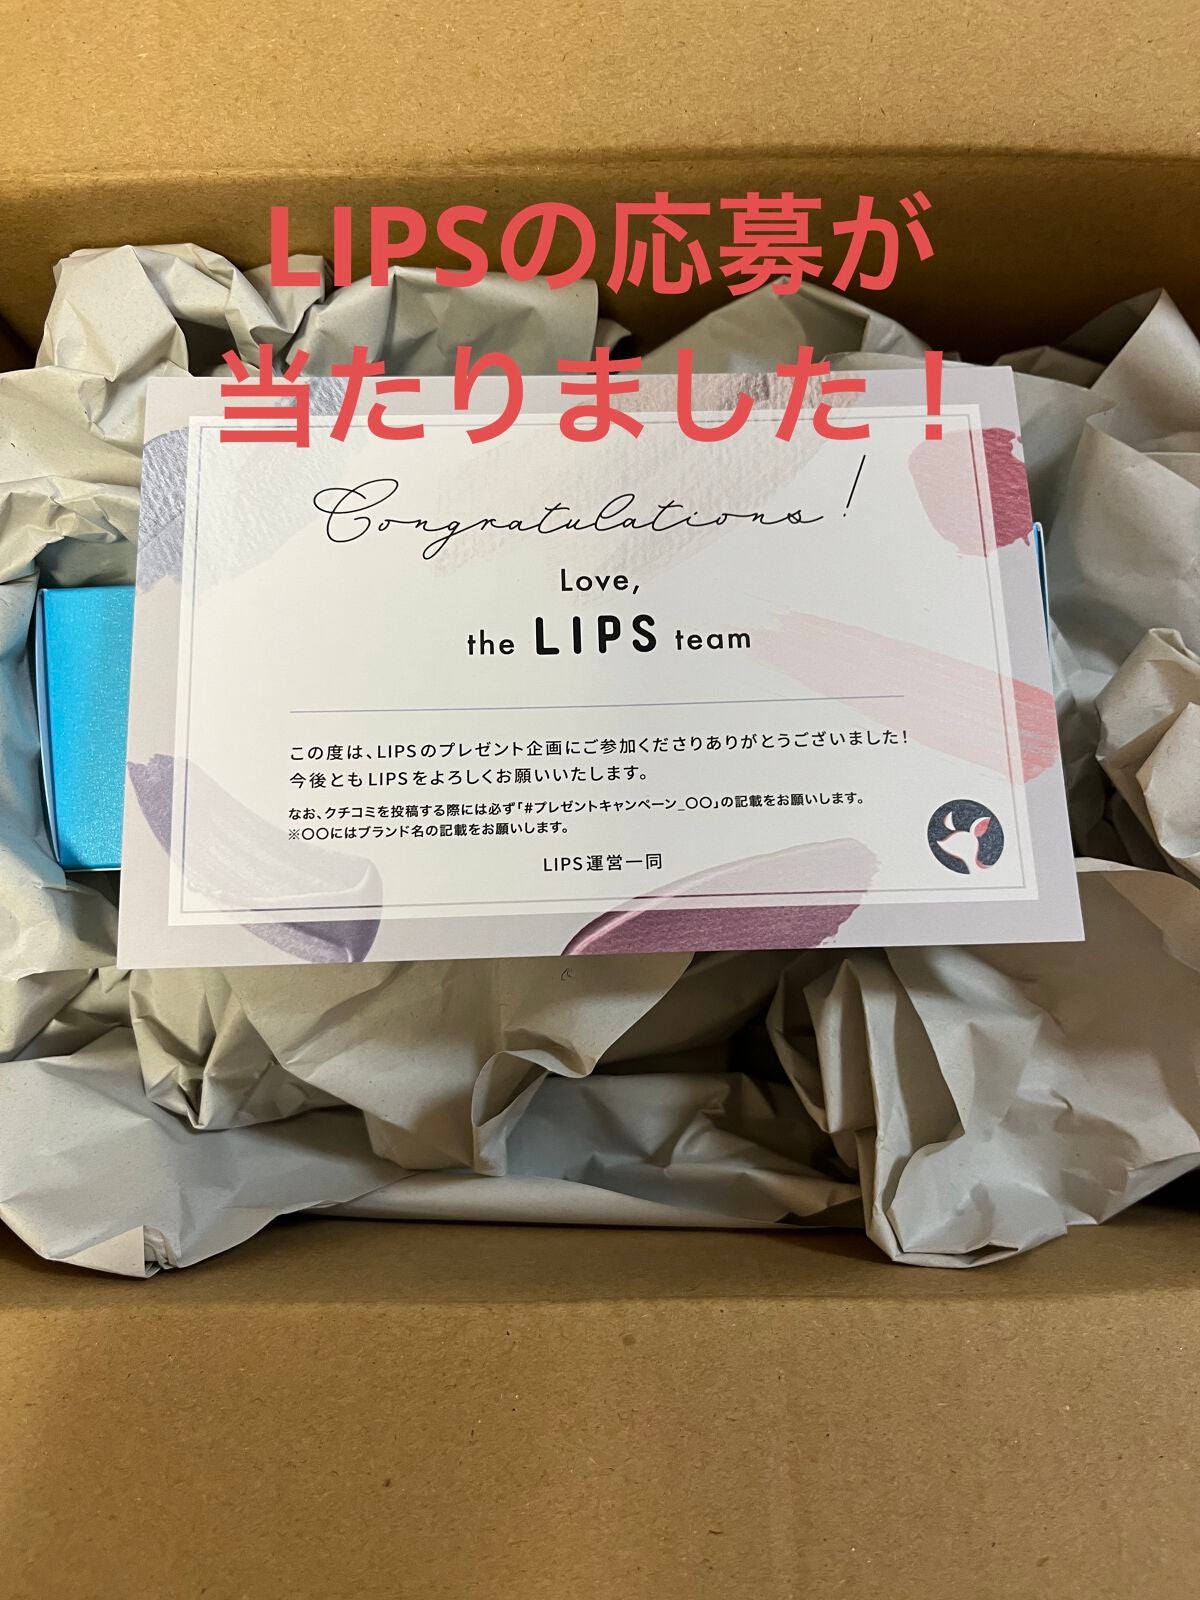 LIPSの応募が
当たりました！
Congratulations!
Love,
the LIPS team
この度は、LIPSのプレゼント企画にご参加くださりありがとうございました!
今後ともLIPSをよろしくお願いいたします。
なお、クチコミを投稿する際には必ず「#プレゼントキャンペーン_〇〇」の記載をお願いします。
※〇〇にはブランド名の記載をお願いします。
LIPS運営一同